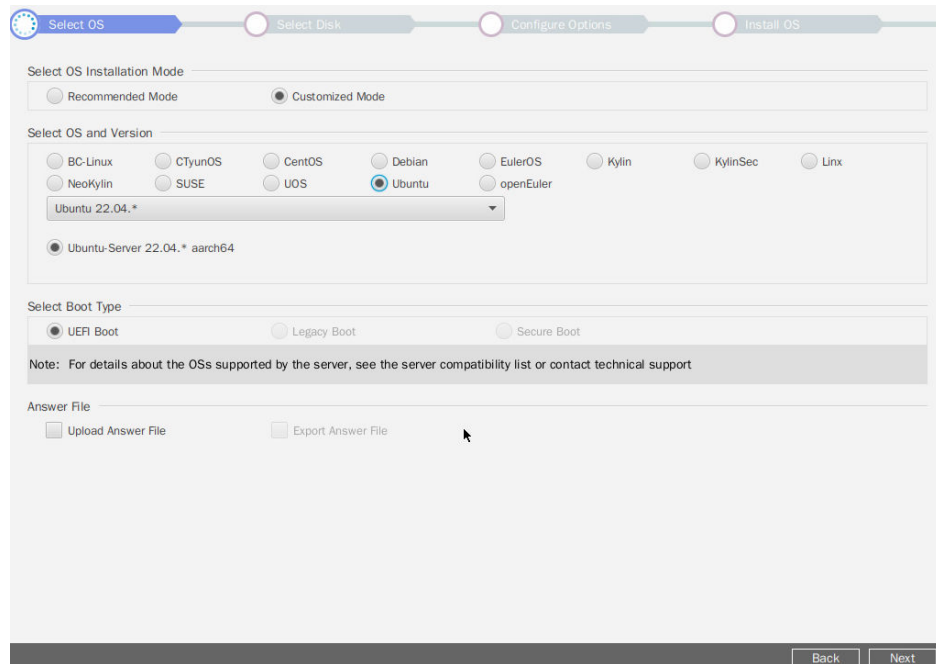 Select OS Select Disk Configure Options Install OS
Select OS Installation Mode
Recommended Mode Customized Mode
Select OS and Version
BC-Linux CTyunOS CentOS Debian EulerOS Kylin KylinSec Linx
NeoKylin SUSE UOS Ubuntu openEuler
Ubuntu 22.04.*
Ubuntu-Server 22.04.* aarch64
Select Boot Type
UEFI Boot Legacy Boot Secure Boot
Note: For details about the OSs supported by the server, see the server compatibility list or contact technical support
Answer File
Upload Answer File Export Answer File
Back Next